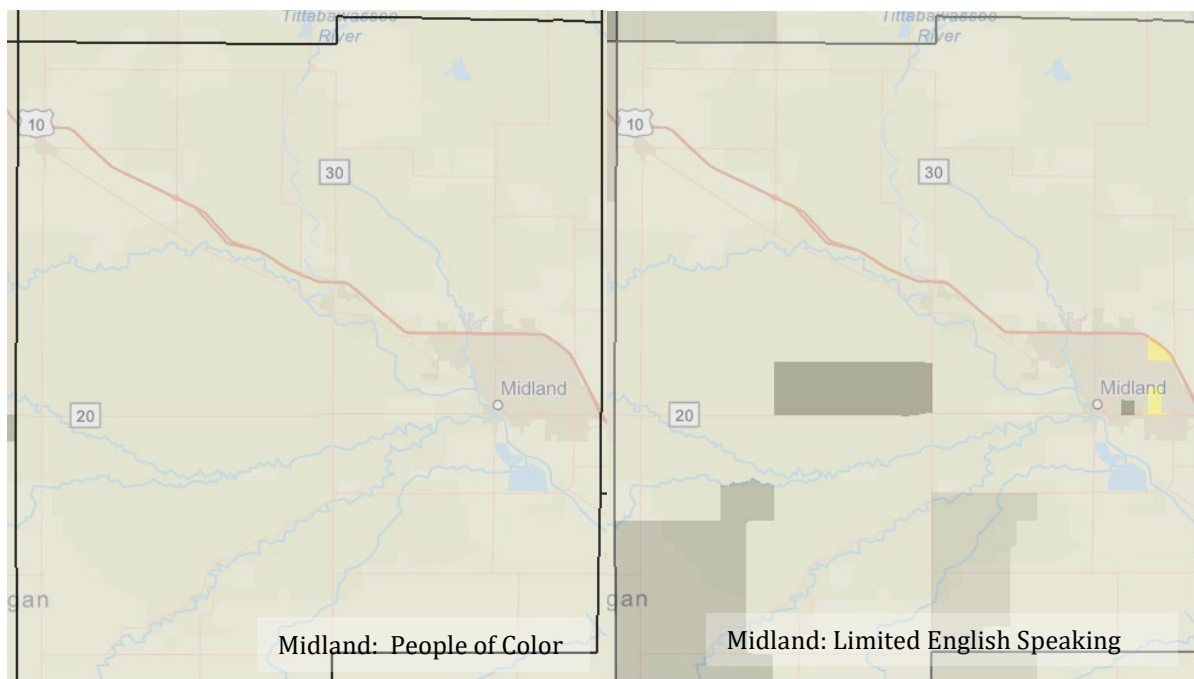 Tittabawassee
River
10
30
Midland
20
gan
Midland: People of Color
Tittabawassee
River
10
30
Midland
20
gan
Midland: Limited English Speaking